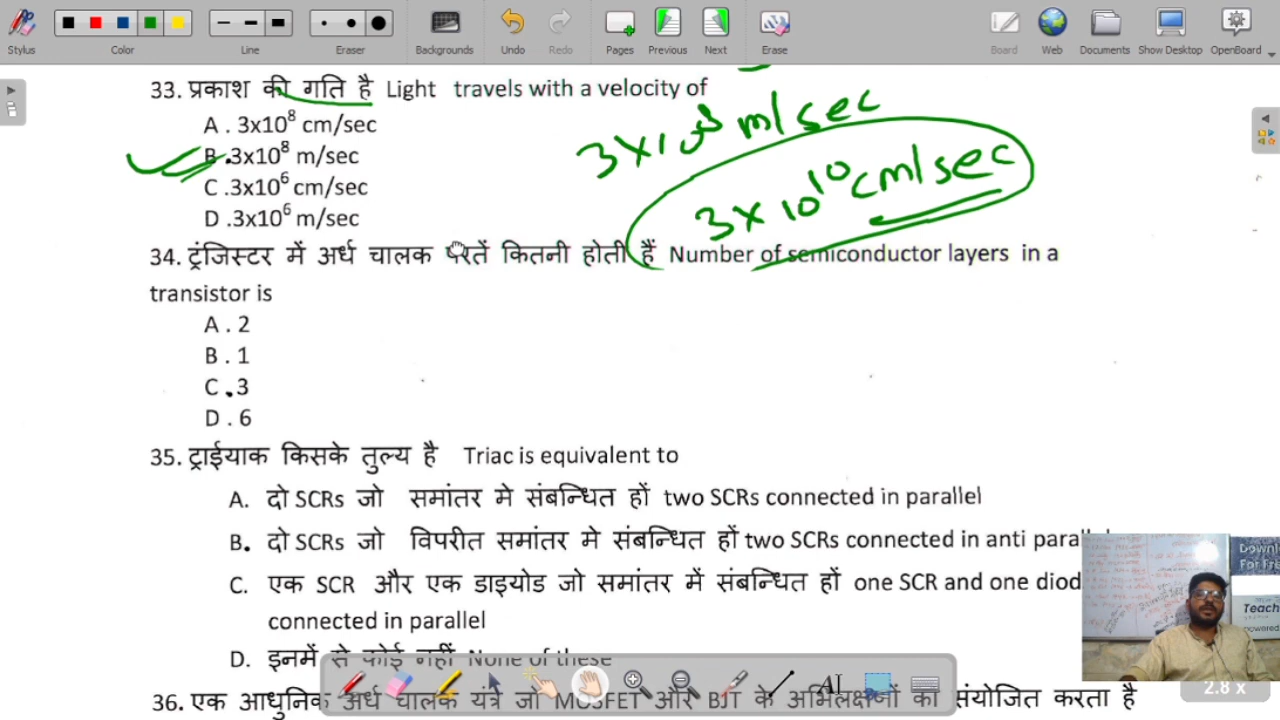 Stylus
Color
Line
Eraser
Backgrounds
Undo
Redo
Pages
Previous
Next
Erase
Board
Web
Documents
Show Desktop
OpenBoard
33. प्रकाश की गति है Light travels with a velocity of
A . 3x10⁸ cm/sec
B .3x10⁸ m/sec
C .3x10⁶ cm/sec
D .3x10⁶ m/sec
3x10⁸ m/sec
3x10¹⁰ cm/sec
34. ट्रंजिस्टर में अर्ध चालक परतें कितनी होती हैं Number of semiconductor layers in a
transistor is
A . 2
B . 1
C .3
D . 6
35. ट्राईयाक किसके तुल्य है Triac is equivalent to
A. दो SCRs जो समांतर मे संबन्धित हों two SCRs connected in parallel
B. दो SCRs जो विपरीत समांतर मे संबन्धित हों two SCRs connected in anti
C. एक SCR और एक डाइयोड जो समांतर में संबन्धित हों one SCR and one
connected in parallel
D. इनमें से कोई नहीं None of these
36. एक आधुनिक अर्ध चालक यंत्र जो MOSFET और BJT के अभिलक्षणों को संयोजित करता है
For Fre
Teach
2.8 x